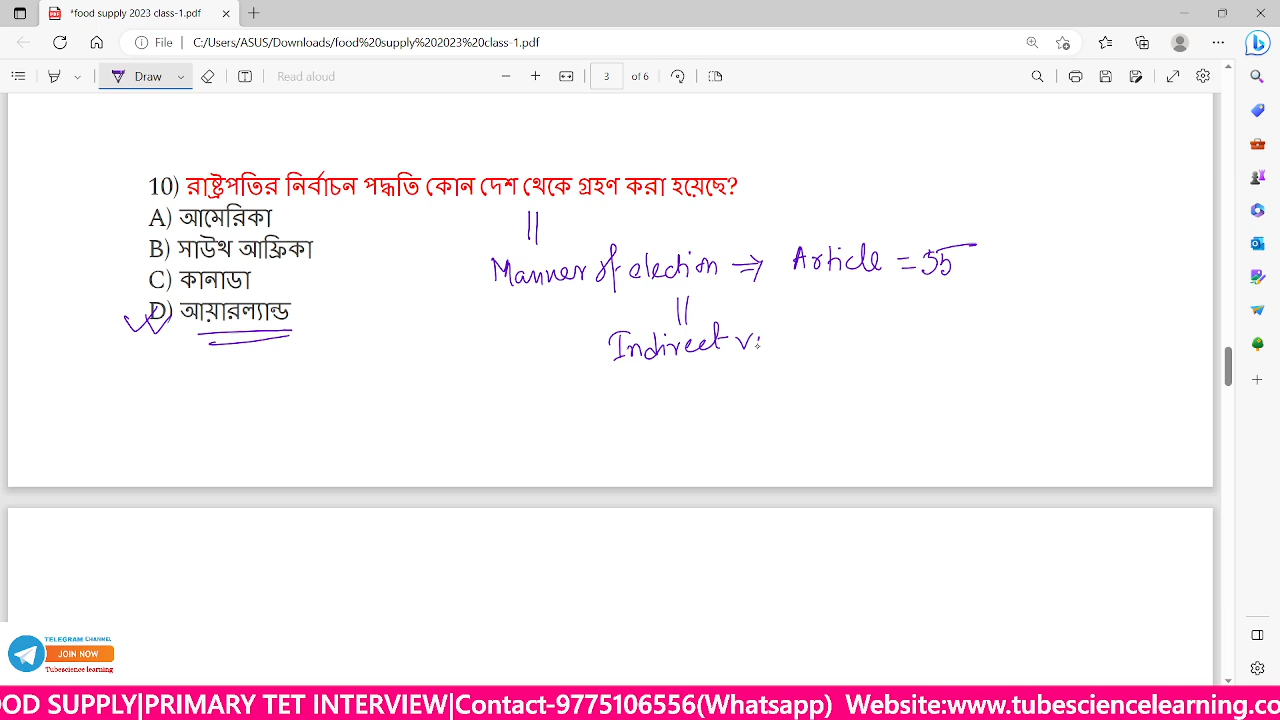 *food supply 2023 class-1.pdf
File C:/Users/ASUS/Downloads/food%20supply%202023%20class-1.pdf
Draw Read aloud 3 of 6
10) রাষ্ট্রপতির নির্বাচন পদ্ধতি কোন দেশ থেকে গ্রহণ করা হয়েছে?
A) আমেরিকা
B) সাউথ আফ্রিকা
C) কানাডা
D) আয়ারল্যান্ড
Manner of election ⇒ Article = 55
Indirect
TELEGRAM CHANNEL
JOIN NOW
Tubescience learning
OOD SUPPLY|PRIMARY TET INTERVIEW|Contact-9775106556(Whatsapp) Website:www.tubesciencelearning.co